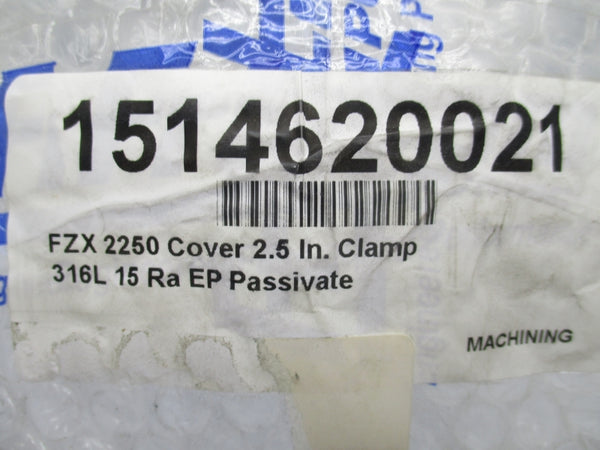 1514620021
FZX 2250 Cover 2.5 In. Clamp
316L 15 Ra EP Passivate
MACHINING